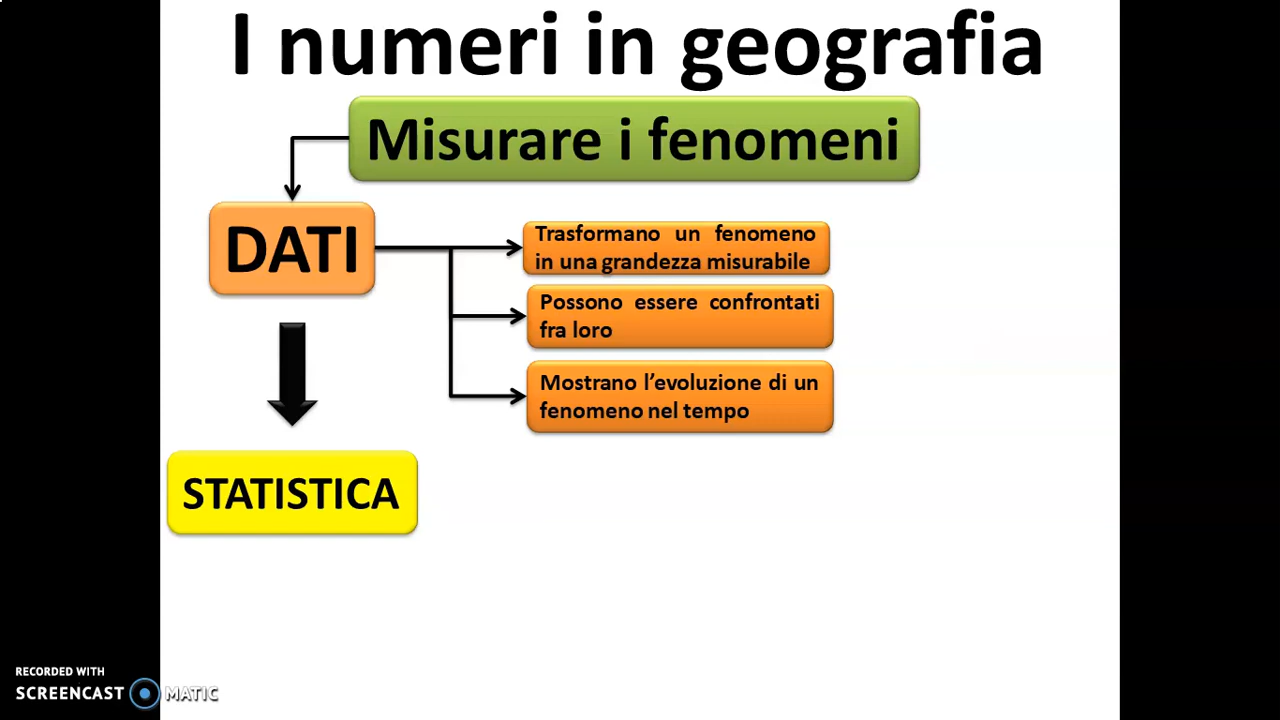 I numeri in geografia
Misurare i fenomeni
DATI
Trasformano un fenomeno
in una grandezza misurabile
Possono essere confrontati
fra loro
Mostrano l’evoluzione di un
fenomeno nel tempo
STATISTICA
RECORDED WITH
SCREENCAST MATIC